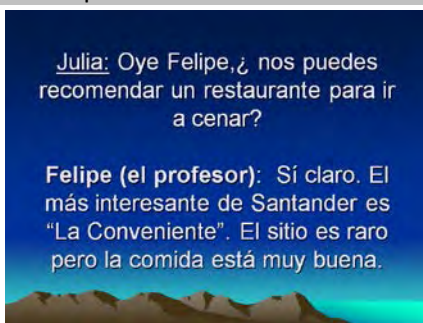 Julia: Oye Felipe,¿ nos puedes
recomendar un restaurante para ir
a cenar?
Felipe (el profesor): Sí claro. El
más interesante de Santander es
“La Conveniente”. El sitio es raro
pero la comida está muy buena.